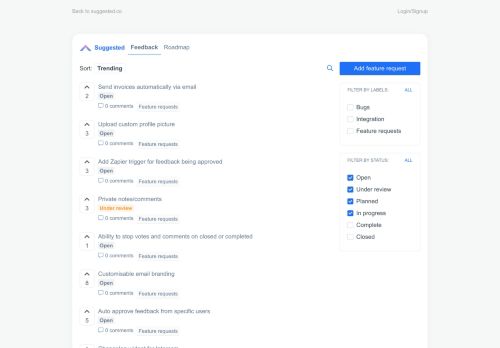 Back to suggested.co
Login/Signup
Suggested
Feedback
Roadmap
Sort: Trending
Add feature request
Send invoices automatically via email
2
Open
0 comments
Feature requests
Upload custom profile picture
3
Open
0 comments
Feature requests
Add Zapier trigger for feedback being approved
3
Open
0 comments
Feature requests
Private notes/comments
3
Under review
0 comments
Feature requests
Ability to stop votes and comments on closed or completed
1
Open
0 comments
Feature requests
Customisable email branding
8
Open
0 comments
Feature requests
Auto approve feedback from specific users
5
Open
0 comments
Feature requests
FILTER BY LABELS:
ALL
Bugs
Integration
Feature requests
FILTER BY STATUS:
ALL
Open
Under review
Planned
In progress
Complete
Closed